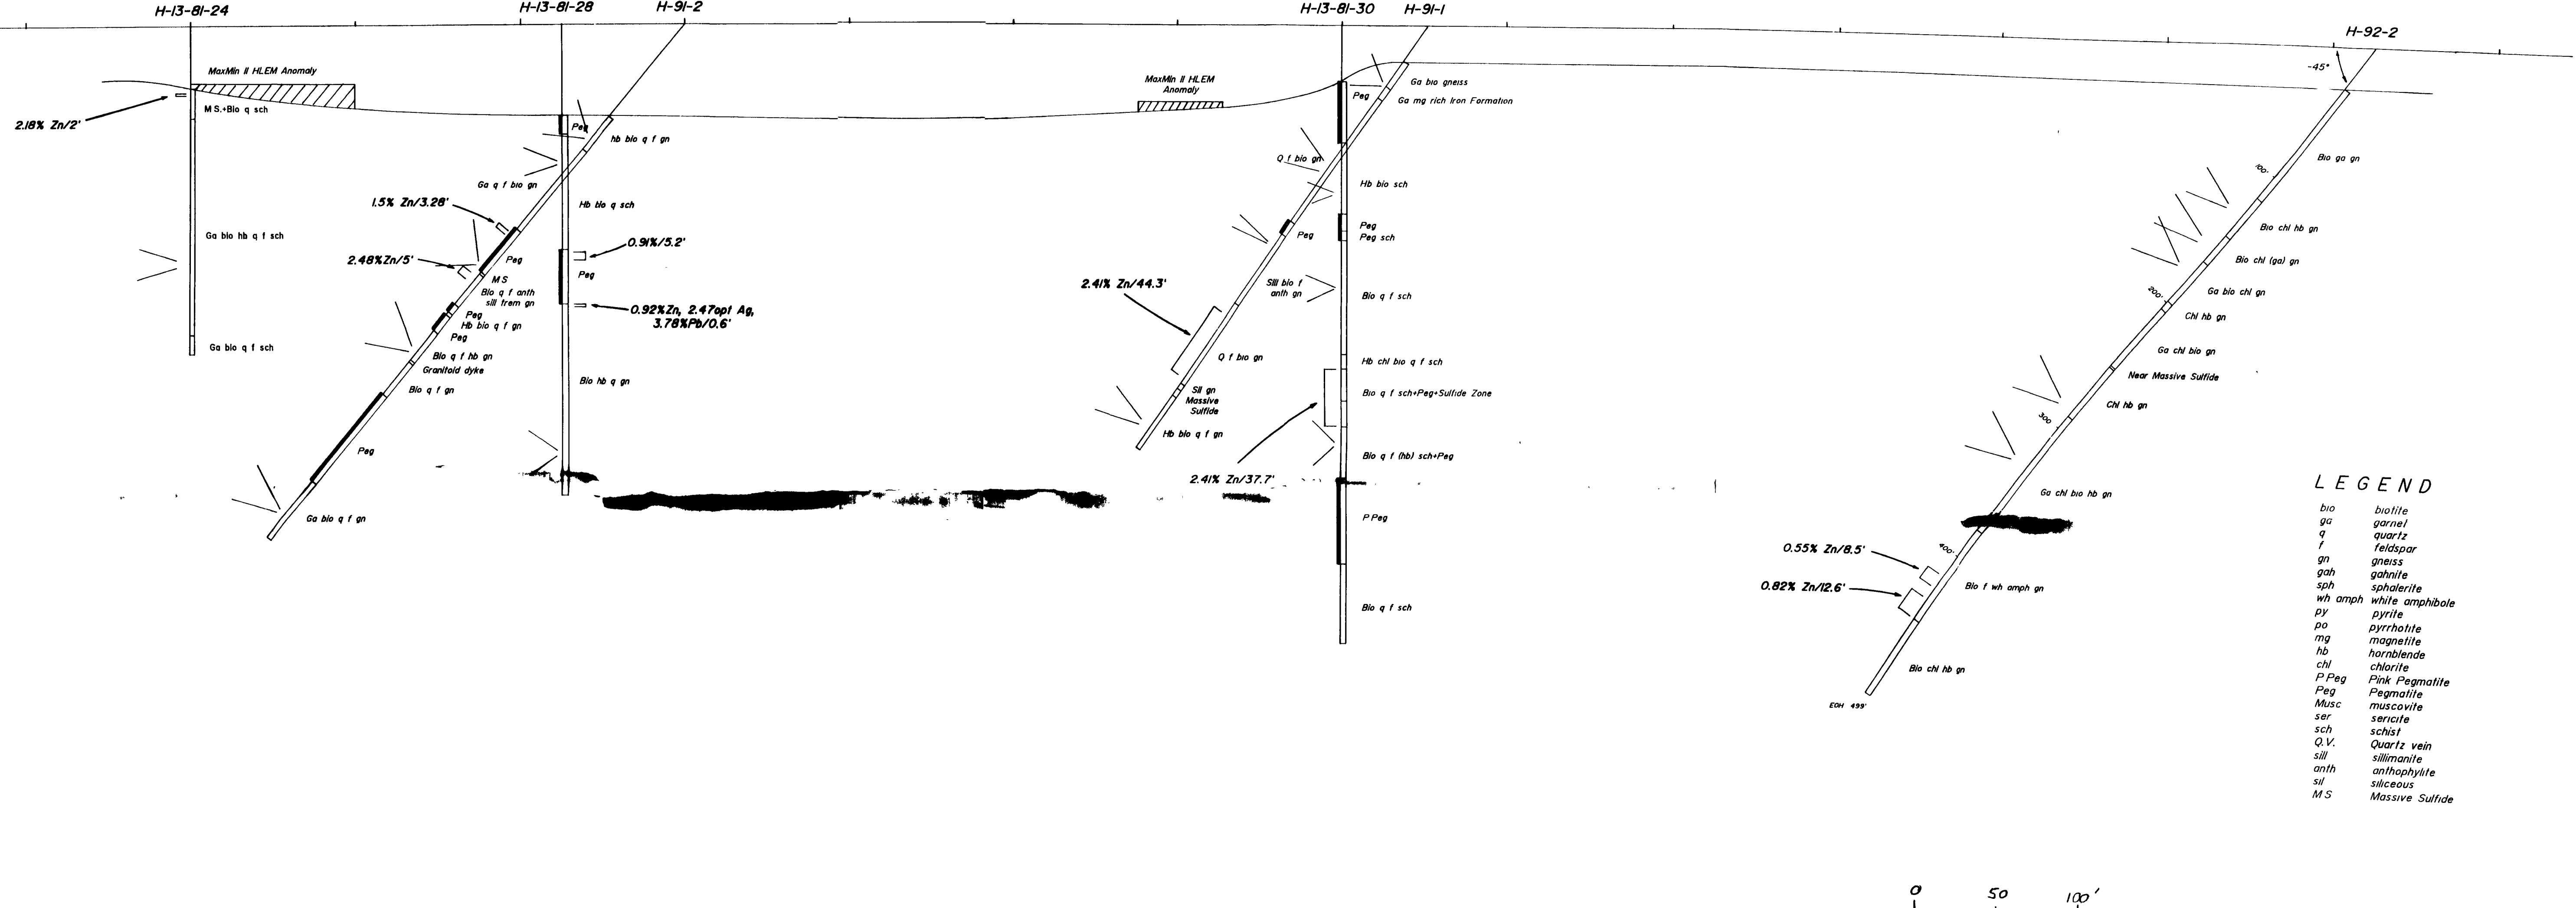 H-13-81-24
H-13-81-28
H-91-2
H-13-81-30
H-91-1
H-92-2
MaxMin II HLEM Anomaly
M S.+Bio q sch
2.18% Zn/2'
Ga bio hb q f sch
Ga bio q f sch
Peg
hb bio q f gn
Ga q f bio gn
1.5% Zn/3.28'
Hb bio q sch
2.48%Zn/5'
Peg
0.91%/5.2'
Peg
M S
Bio q f anth
sill trem gn
0.92%Zn, 2.47opt Ag,
3.78%Pb/0.6'
Peg
Hb bio q f gn
Peg
Bio q f hb gn
Granitoid dyke
Bio q f gn
Bio hb q gn
Peg
Ga bio q f gn
MaxMin II HLEM
Anomaly
Peg
Ga bio gneiss
Ga mg rich Iron Formation
Q f bio gn
Hb bio sch
Peg
Peg
Peg sch
2.41% Zn/44.3'
Sill bio f
anth gn
Bio q f sch
Q f bio gn
Hb chl bio q f sch
Sil gn
Massive
Sulfide
Bio q f sch+Peg+Sulfide Zone
Hb bio q f gn
Bio q f (hb) sch+Peg
2.41% Zn/37.7'
P Peg
Bio q f sch
-45°
Bio ga gn
100'
Bio chl hb gn
Bio chl (ga) gn
Ga bio chl gn
200'
Chl hb gn
Ga chl bio gn
Near Massive Sulfide
Chl hb gn
300
Ga chl bio hb gn
400'
0.55% Zn/8.5'
0.82% Zn/12.6'
Bio f wh amph gn
Bio chl hb gn
EOH 499'
LEGEND
bio biotite
ga garnel
q quartz
f feldspar
gn gneiss
gah gahnite
sph sphalerite
wh amph white amphibole
py pyrite
po pyrrhotite
mg magnetite
hb hornblende
chl chlorite
P Peg Pink Pegmatite
Peg Pegmatite
Musc muscovite
ser sericite
sch schist
Q.V. Quartz vein
sill sillimanite
anth anthophylite
sil siliceous
M S Massive Sulfide
0 50 100'